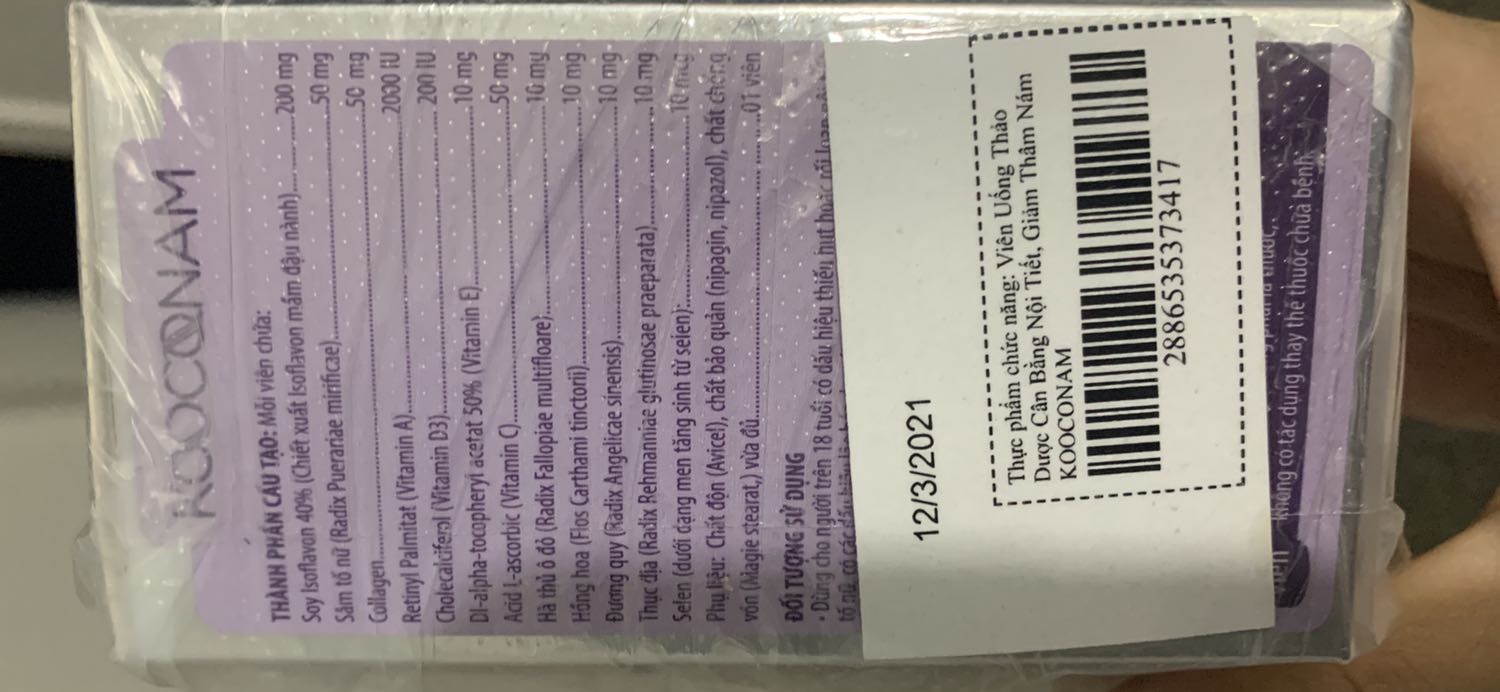 KOOCONAM
THÀNH PHẦN CẤU TẠO: Mỗi viên chứa:
Soy Isoflavon 40% (Chiết xuất Isoflavon mầm đậu nành)....200 mg
Sâm tố nữ (Radix Puerariae mirificae)....50 mg
Collagen....50 mg
Retinyl Palmitat (Vitamin A)....2000 IU
Cholecalciferol (Vitamin D3)....200 IU
Dl-alpha-tocopheryl acetat 50% (Vitamin E)....10 mg
Acid L-ascorbic (Vitamin C)....50 mg
Hà thủ ô đỏ (Radix Fallopiae multifloare)....10 mg
Hồng hoa (Flos Carthami tinctorii)....10 mg
Đương quy (Radix Angelicae sinensis)....10 mg
Thục địa (Radix Rehmanniae glutinosae praeparata)....10 mg
Selen (dưới dạng men tăng sinh từ selen):....10 mcg
Phụ liệu: Chất độn (Avicel), chất bảo quản (nipagin, nipazol), chất chống
vón (Magie stearat,) vừa đủ....01 viên
ĐỐI TƯỢNG SỬ DỤNG
- Dùng cho người trên 18 tuổi có dấu hiệu thiếu hụt hoặc rối loạn nội
tố nữ, có các
12/3/2021
Thực phẩm chức năng: Viên Uống Thảo
Dược Cân Bằng Nội Tiết, Giảm Thâm Nám
KOOCONAM
2886535373417
phải là thuốc,
không có tác dụng thay thế thuốc chữa bệnh